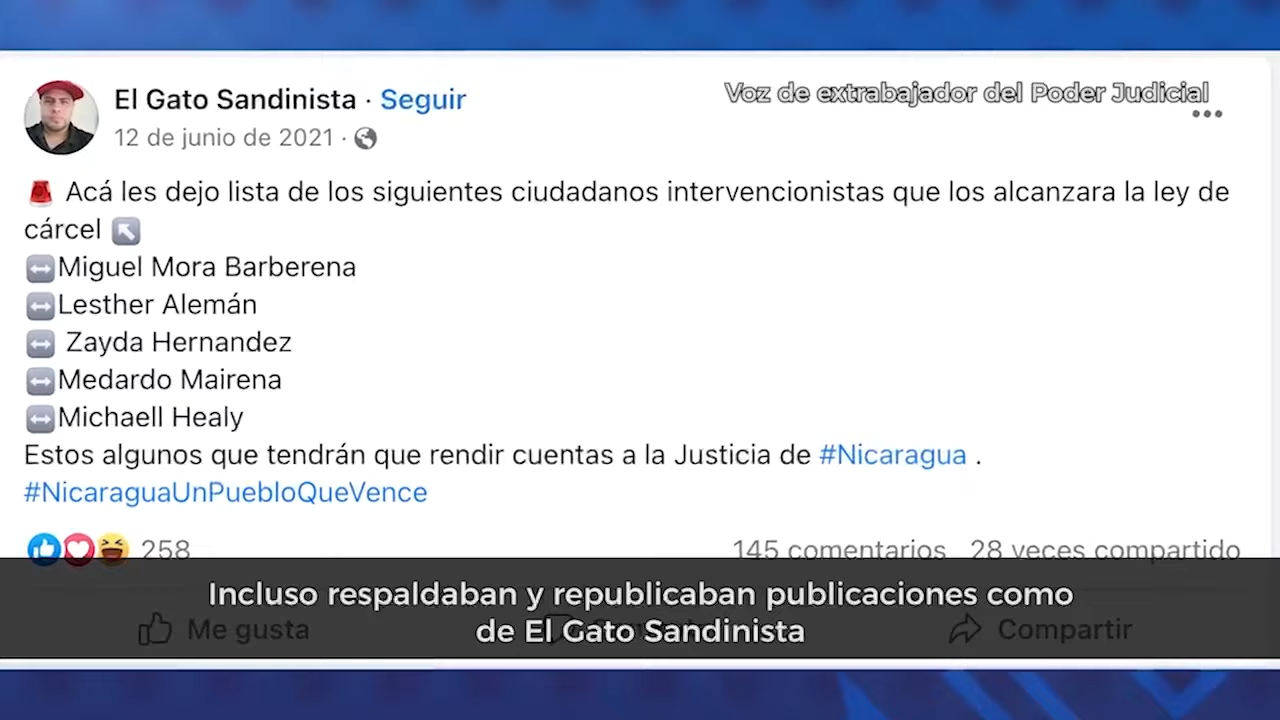 El Gato Sandinista · Seguir
Voz de extrabajador del Poder Judicial
12 de junio de 2021 ·
Acá les dejo lista de los siguientes ciudadanos intervencionistas que los alcanzara la ley de
cárcel
Miguel Mora Barberena
Lesther Alemán
Zayda Hernandez
Medardo Mairena
Michaell Healy
Estos algunos que tendrán que rendir cuentas a la Justicia de #Nicaragua .
#NicaraguaUnPuebloQueVence
258
145 comentarios 28 veces compartido
Incluso respaldaban y republicaban publicaciones como
de El Gato Sandinista
Me gusta
Compartir